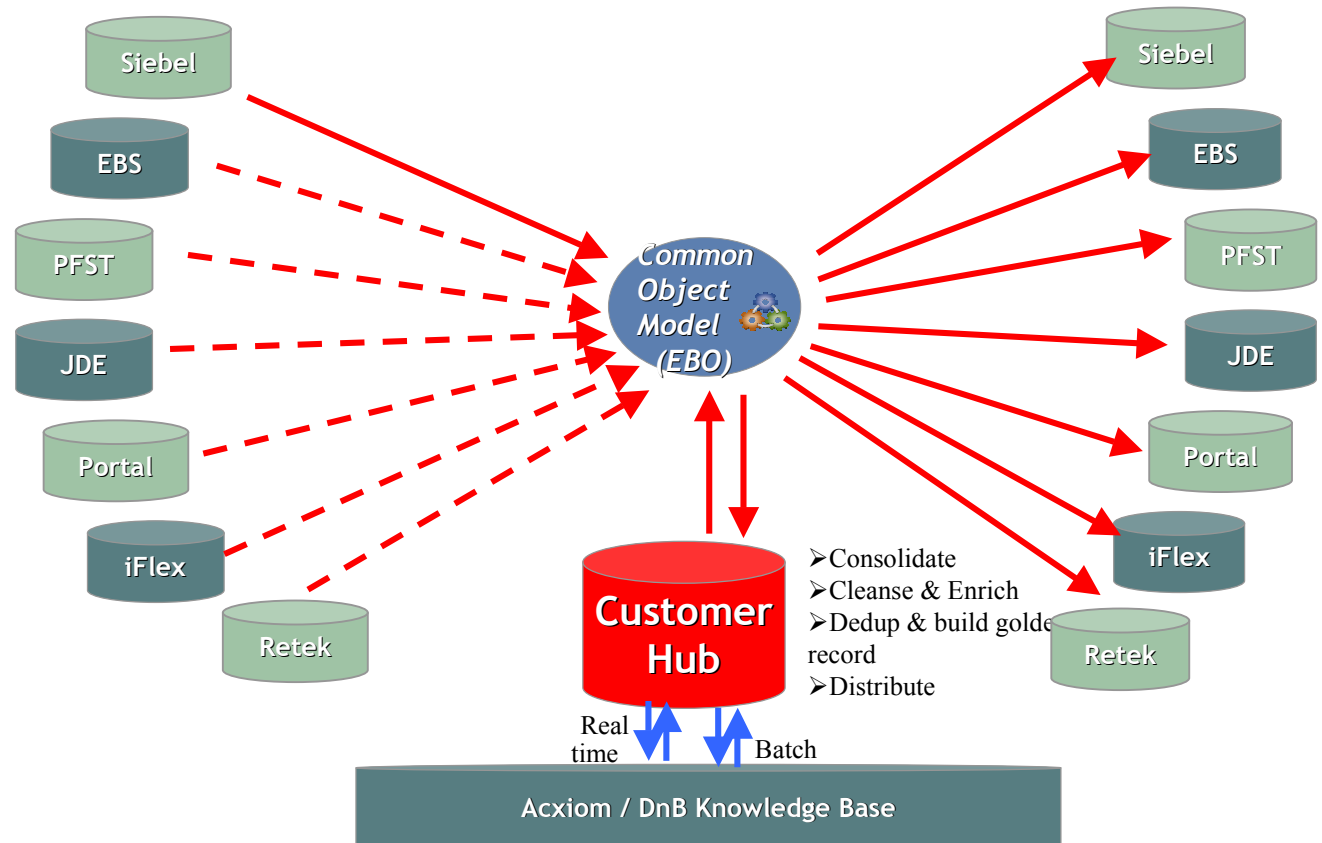 Siebel
EBS
PFST
JDE
Portal
iFlex
Retek
Common
Object
Model
(EBO)
Customer
Hub
➢Consolidate
➢Cleanse & Enrich
➢Dedup & build golde
record
➢Distribute
Siebel
EBS
PFST
JDE
Portal
iFlex
Retek
Real
time
Batch
Acxiom / DnB Knowledge Base